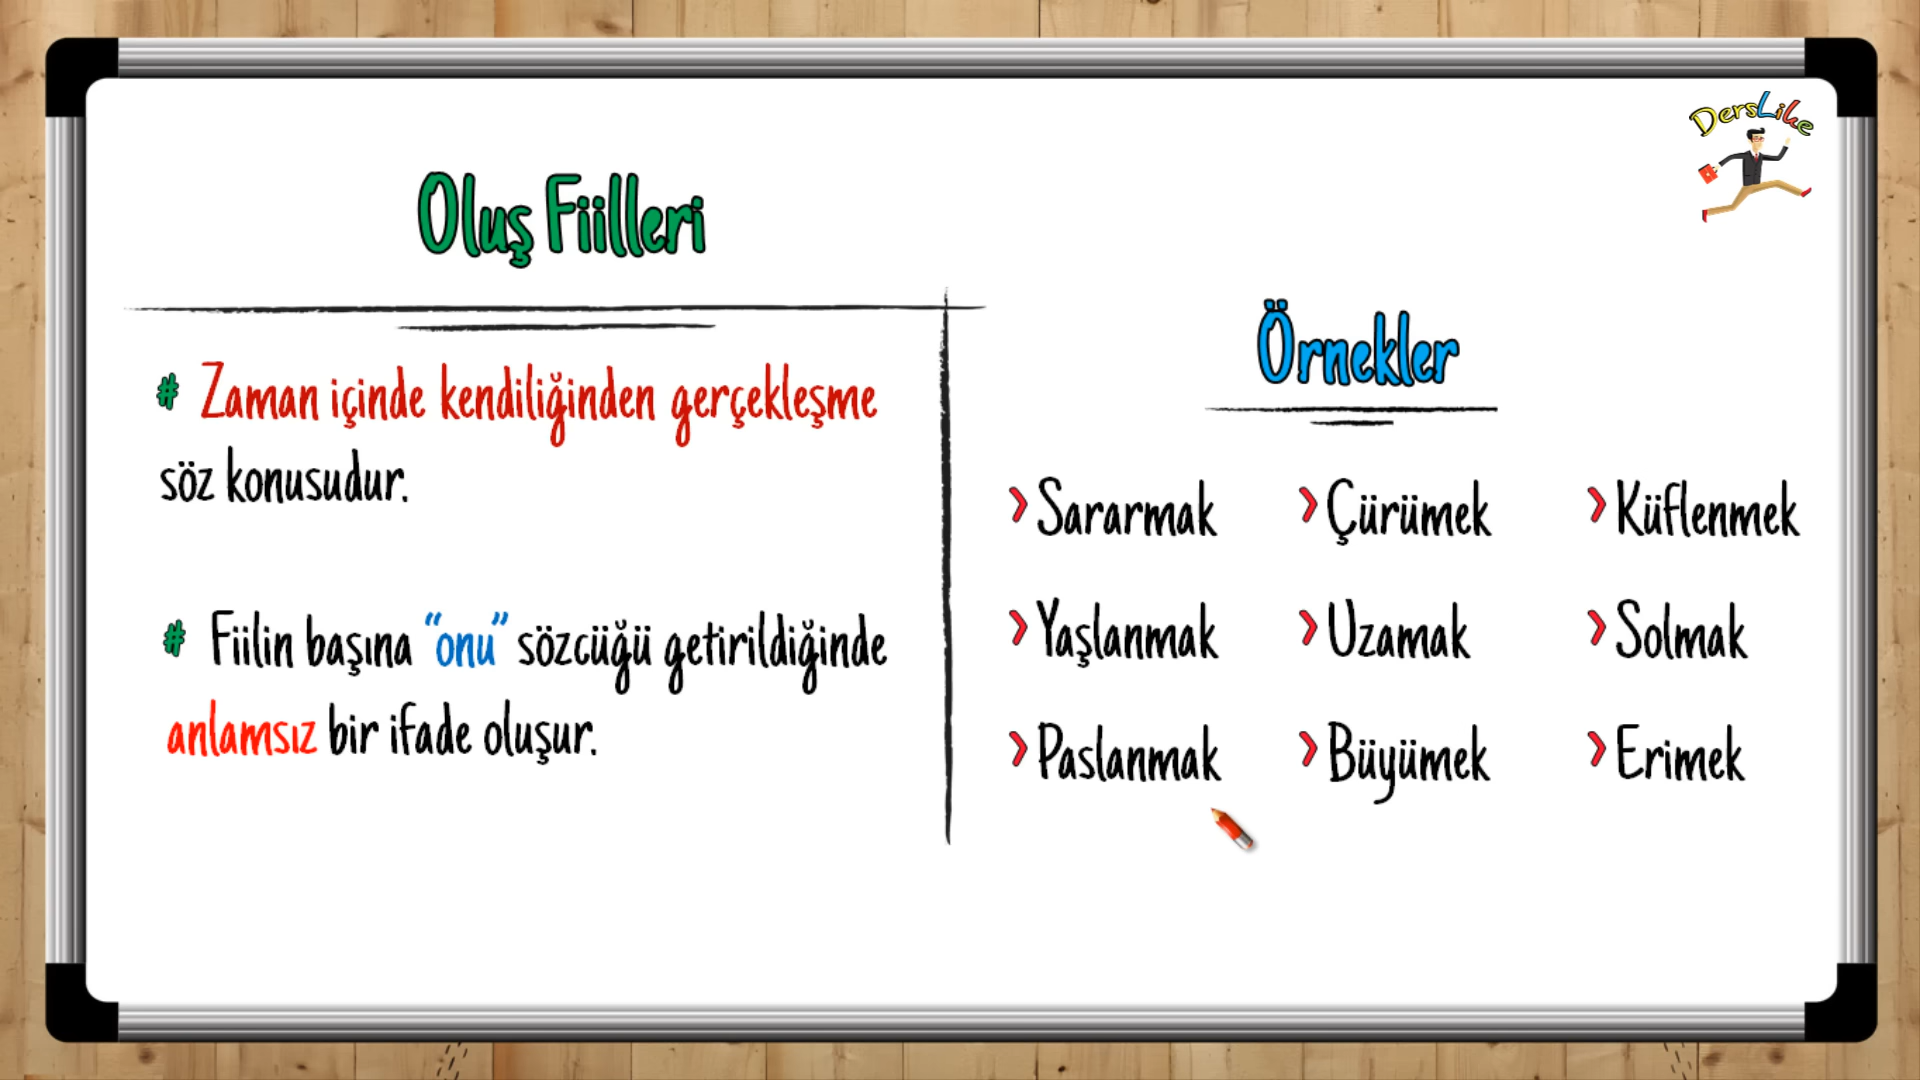 DersLike
Oluş Fiilleri
# Zaman içinde kendiliğinden gerçekleşme
söz konusudur.
# Fiilin başına “onu” sözcüğü getirildiğinde
anlamsız bir ifade oluşur.
Örnekler
› Sararmak › Çürümek › Küflenmek
› Yaşlanmak › Uzamak › Solmak
› Paslanmak › Büyümek › Erimek